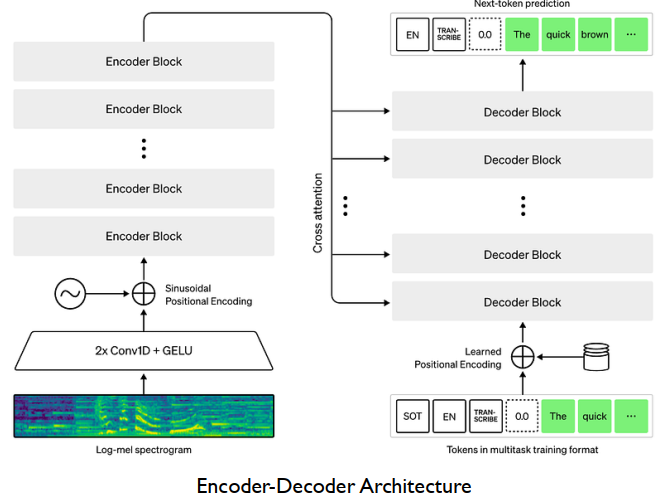 Next-token prediction
EN TRAN-
SCRIBE 0.0 The quick brown ...
Encoder Block
Encoder Block
Encoder Block
Encoder Block
Sinusoidal
Positional Encoding
2x Conv1D + GELU
Log-mel spectrogram
Cross attention
Decoder Block
Decoder Block
Decoder Block
Decoder Block
Learned
Positional Encoding
SOT EN TRAN-
SCRIBE 0.0 The quick ...
Tokens in multitask training format
Encoder-Decoder Architecture